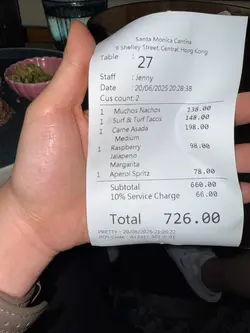 Santa Monica Cantina
6 Shelley Street, Central Hong Kong
Table : 27
Staff : Jenny
Date : 20/06/2025 20:28:38
Cus count: 2
1 Muchos Nachos 138.00
1 Surf & Turf Tacos 148.00
1 Carne Asada 198.00
Medium
1 Raspberry 98.00
Jalapeno
Margarita
1 Aperol Spritz 78.00
Subtotal 660.00
10% Service Charge 66.00
Total 726.00